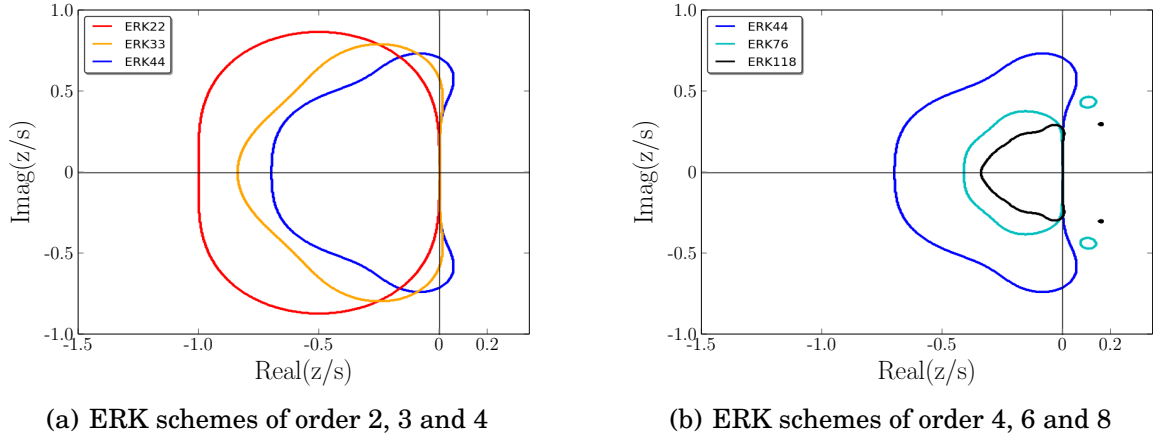 1.0
ERK22
ERK33
ERK44
0.5
0
-0.5
-1.0
-1.5
-1.0
-0.5
0
0.2
Imag(z/s)
Real(z/s)
(a) ERK schemes of order 2, 3 and 4
1.0
ERK44
ERK76
ERK118
0.5
0
-0.5
-1.0
-1.5
-1.0
-0.5
0
0.2
Imag(z/s)
Real(z/s)
(b) ERK schemes of order 4, 6 and 8